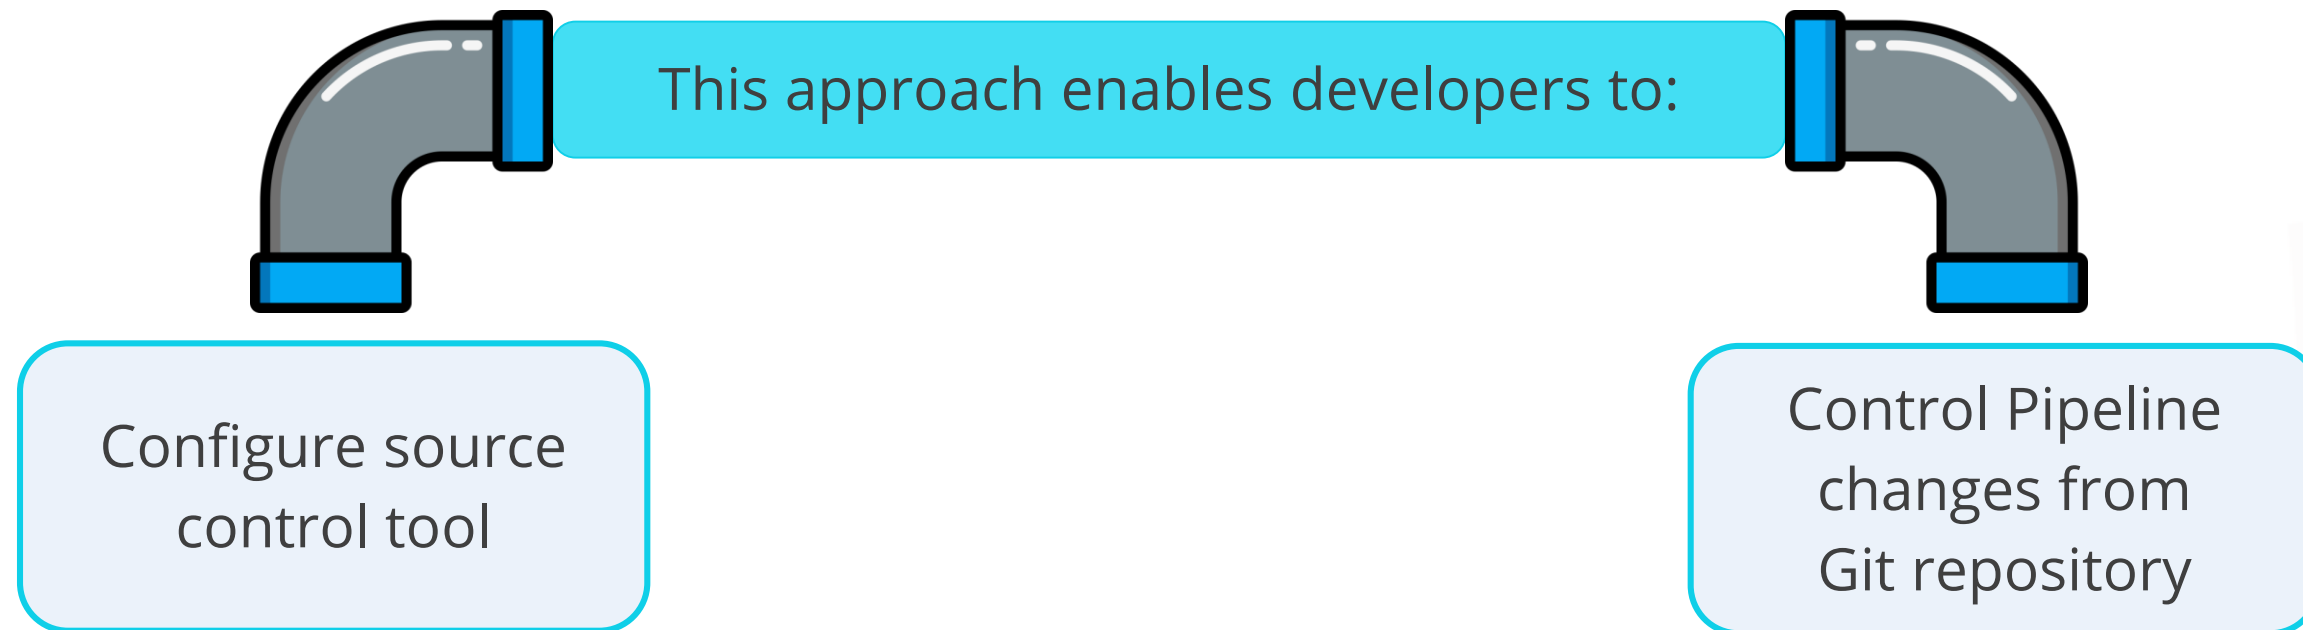 This approach enables developers to:
Configure source
control tool
Control Pipeline
changes from
Git repository